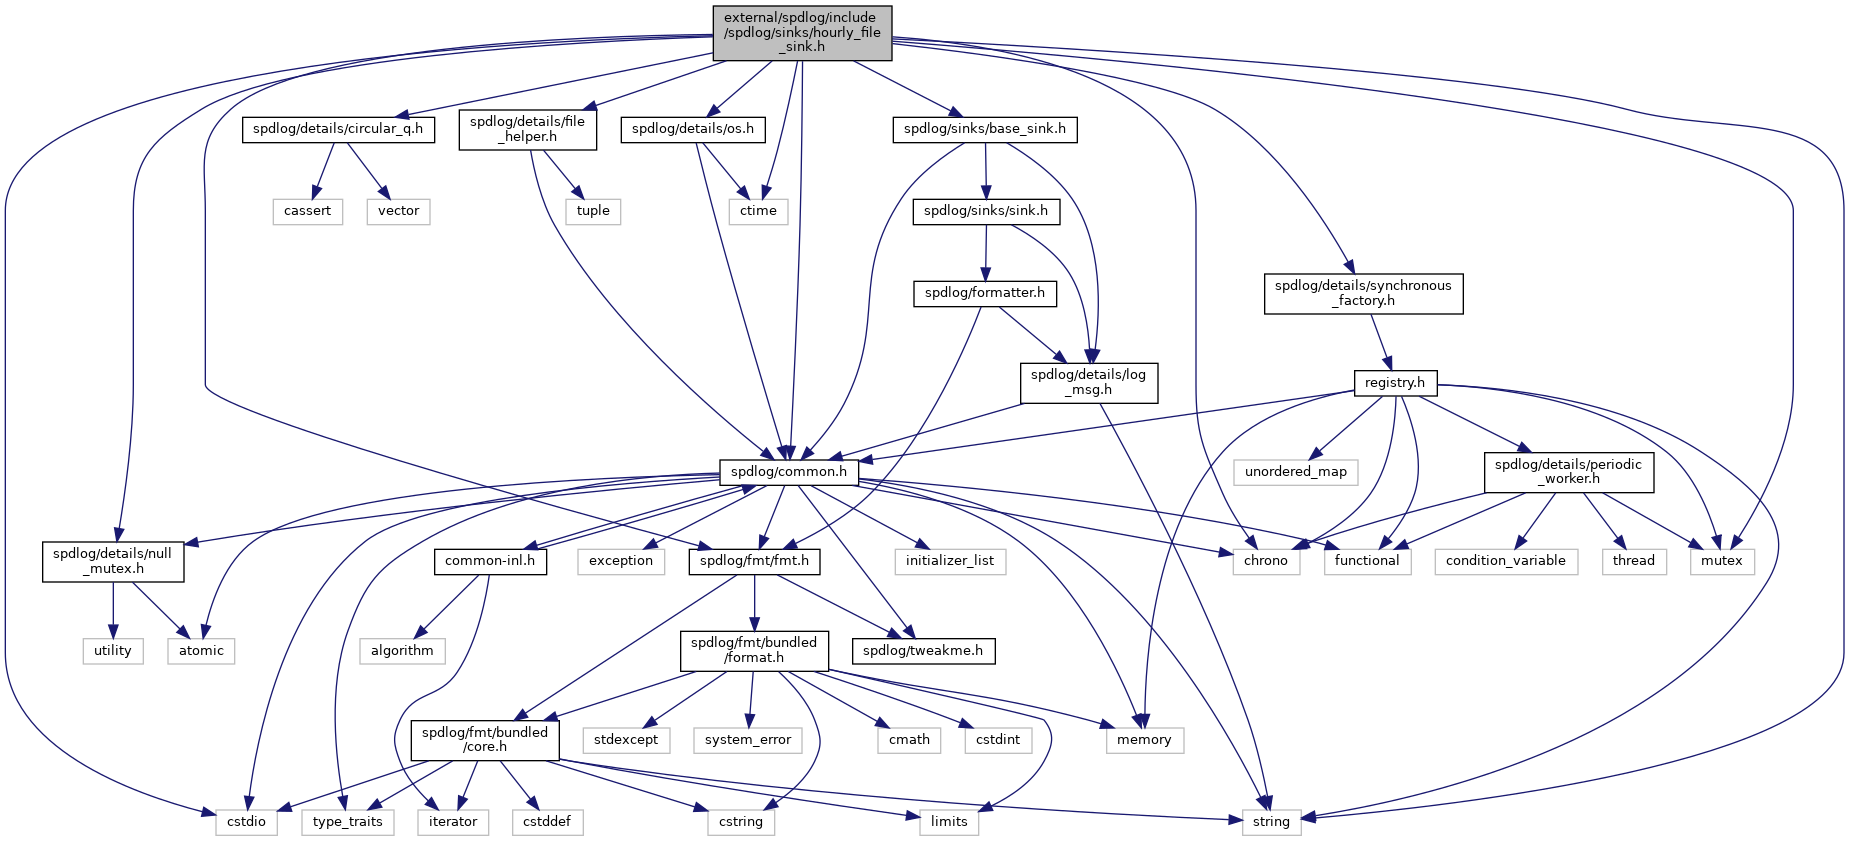 external/spdlog/include
/spdlog/sinks/hourly_file
_sink.h
spdlog/details/circular_q.h
spdlog/details/file
_helper.h
spdlog/details/os.h
spdlog/sinks/base_sink.h
cassert
vector
tuple
ctime
spdlog/sinks/sink.h
spdlog/formatter.h
spdlog/details/synchronous
_factory.h
spdlog/details/log
_msg.h
registry.h
spdlog/common.h
unordered_map
spdlog/details/periodic
_worker.h
spdlog/details/null
_mutex.h
common-inl.h
exception
spdlog/fmt/fmt.h
initializer_list
chrono
functional
condition_variable
thread
mutex
utility
atomic
algorithm
spdlog/fmt/bundled
/format.h
spdlog/tweakme.h
spdlog/fmt/bundled
/core.h
stdexcept
system_error
cmath
cstdint
memory
cstdio
type_traits
iterator
cstddef
cstring
limits
string